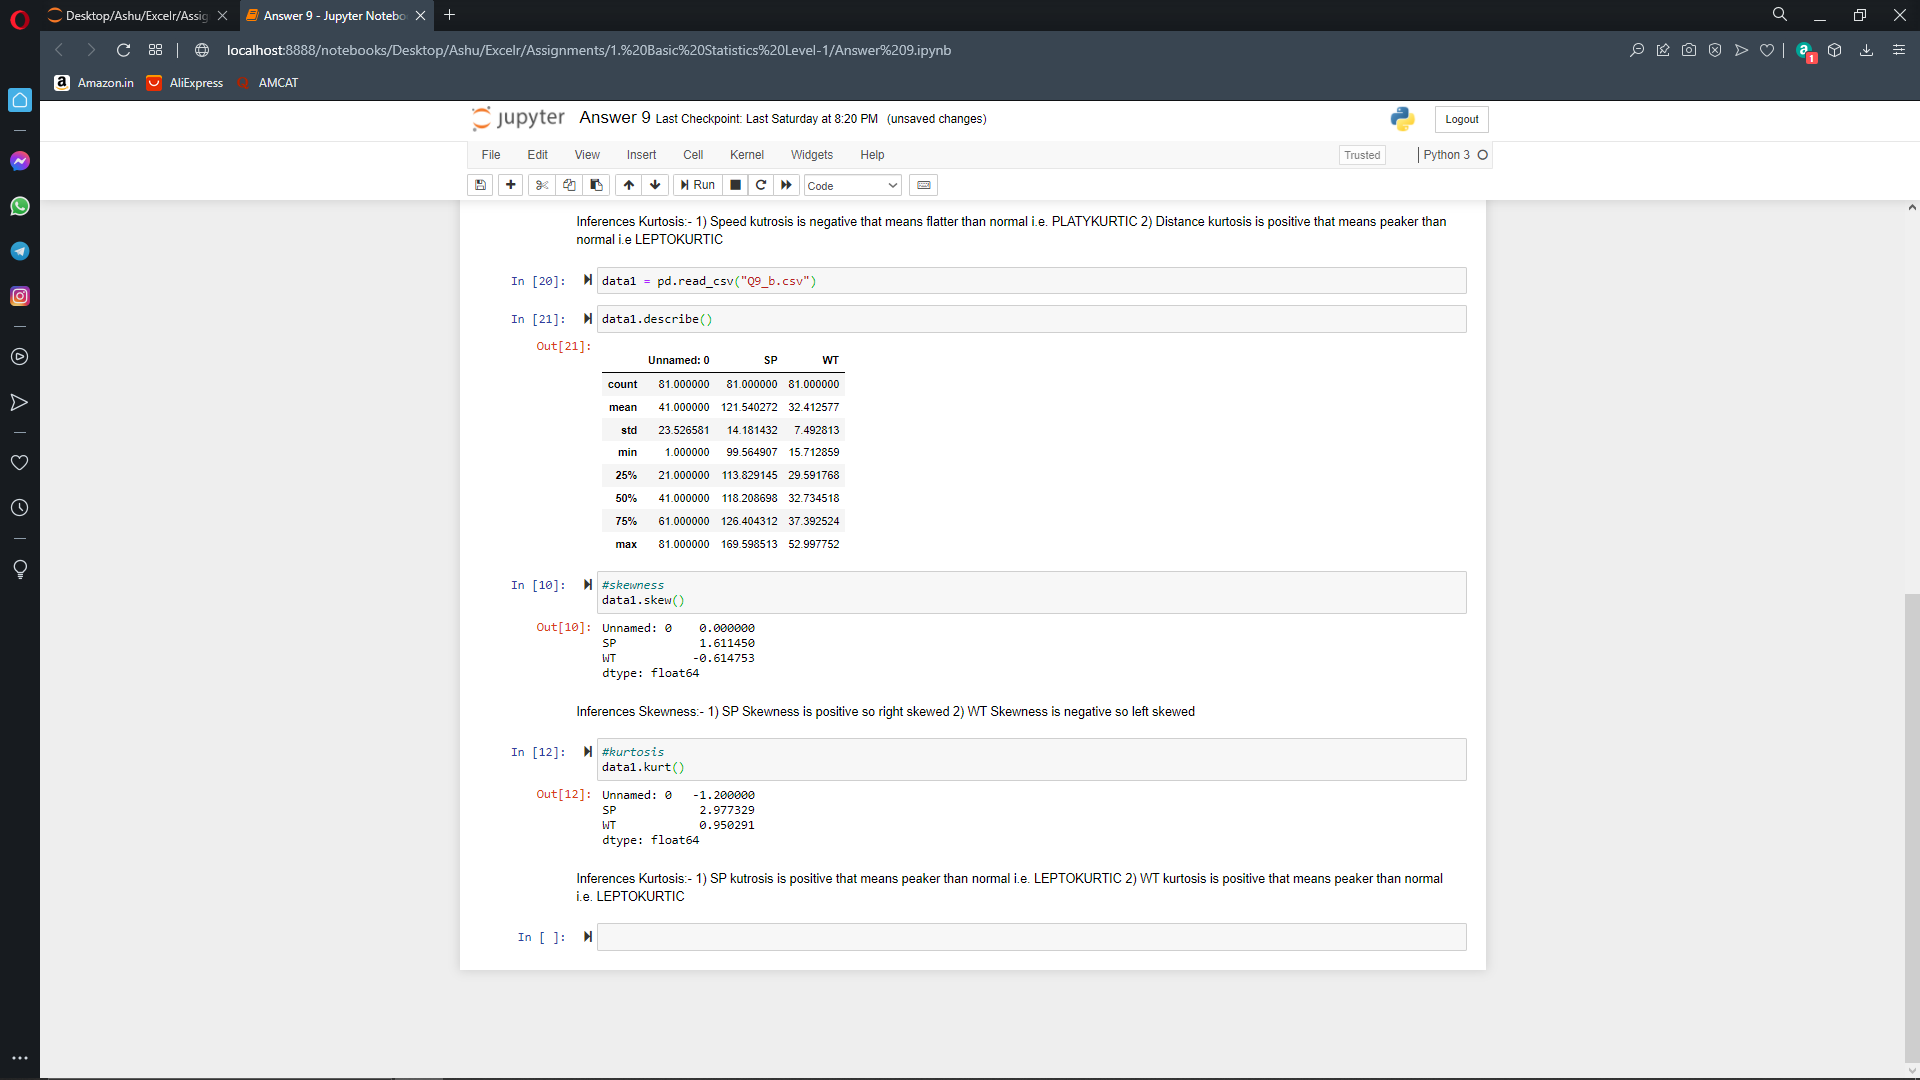 Desktop/Ashu/Excelr/Assig
Answer 9 - Jupyter Notebo
localhost:8888/notebooks/Desktop/Ashu/Excelr/Assignments/1.%20Basic%20Statistics%20Level-1/Answer%209.ipynb
1
Amazon.in AliExpress AMCAT
jupyter Answer 9 Last Checkpoint: Last Saturday at 8:20 PM (unsaved changes)
Logout
File Edit View Insert Cell Kernel Widgets Help
Trusted
Python 3
Run
Code
Inferences Kurtosis:- 1) Speed kutrosis is negative that means flatter than normal i.e. PLATYKURTIC 2) Distance kurtosis is positive that means peaker than
normal i.e LEPTOKURTIC
In [20]: data1 = pd.read_csv("Q9_b.csv")
In [21]: data1.describe()
Out[21]:
Unnamed: 0 SP WT
count 81.000000 81.000000 81.000000
mean 41.000000 121.540272 32.412577
std 23.526581 14.181432 7.492813
min 1.000000 99.564907 15.712859
25% 21.000000 113.829145 29.591768
50% 41.000000 118.208698 32.734518
75% 61.000000 126.404312 37.392524
max 81.000000 169.598513 52.997752
In [10]: #skewness
data1.skew()
Out[10]: Unnamed: 0 0.000000
SP 1.611450
WT -0.614753
dtype: float64
Inferences Skewness:- 1) SP Skewness is positive so right skewed 2) WT Skewness is negative so left skewed
In [12]: #kurtosis
data1.kurt()
Out[12]: Unnamed: 0 -1.200000
SP 2.977329
WT 0.950291
dtype: float64
Inferences Kurtosis:- 1) SP kutrosis is positive that means peaker than normal i.e. LEPTOKURTIC 2) WT kurtosis is positive that means peaker than normal
i.e. LEPTOKURTIC
In [ ]: